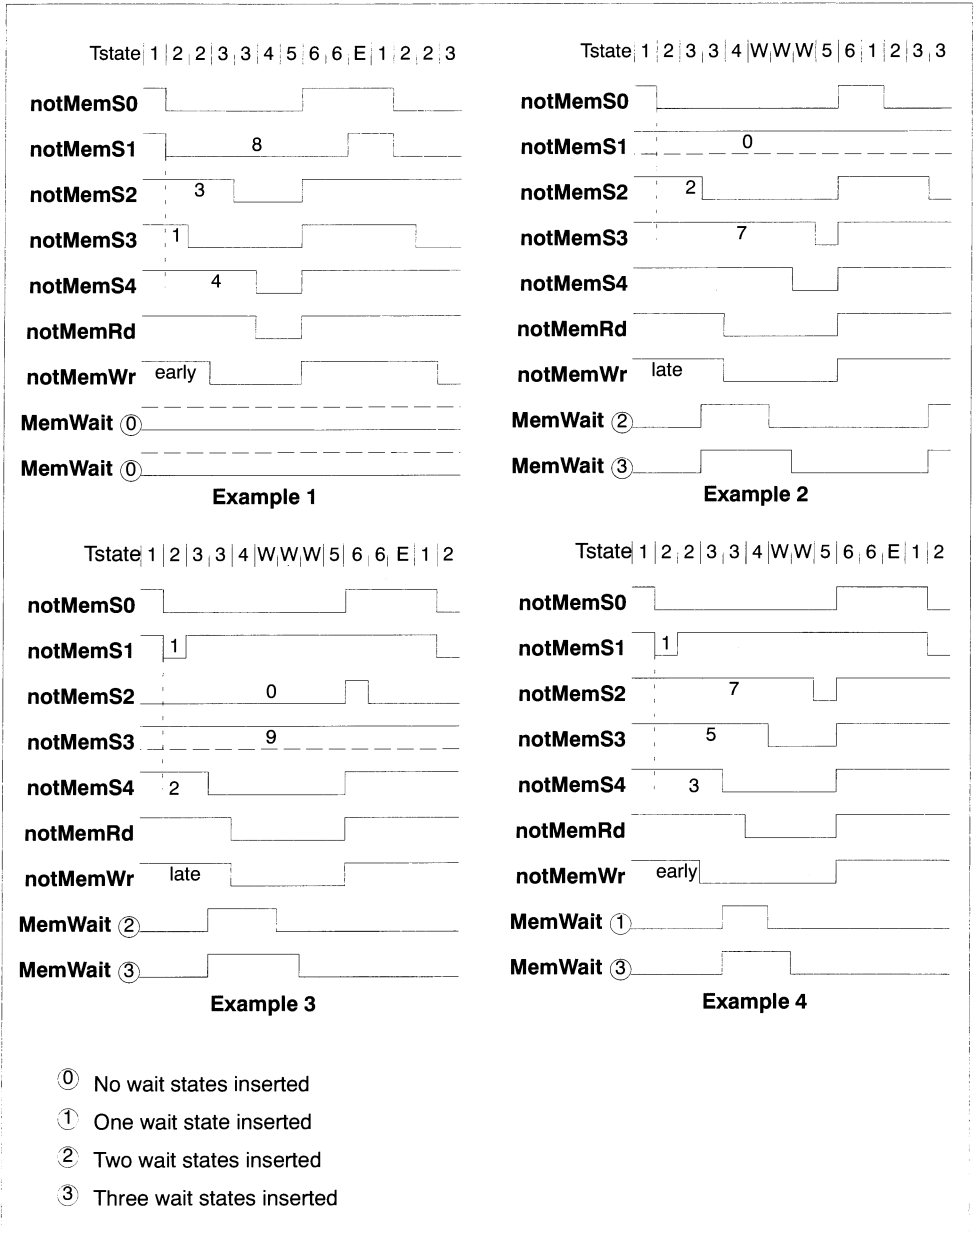 Tstate 1 2 2 3 3 4 5 6 6 E 1 2 2 3
notMemS0
notMemS1 8
notMemS2 3
notMemS3 1
notMemS4 4
notMemRd
notMemWr early
MemWait 0
MemWait 0
Example 1
Tstate 1 2 3 3 4 W W W 5 6 1 2 3 3
notMemS0
notMemS1 0
notMemS2 2
notMemS3 7
notMemS4
notMemRd
notMemWr late
MemWait 2
MemWait 3
Example 2
Tstate 1 2 3 3 4 W W W 5 6 6 E 1 2
notMemS0
notMemS1 1
notMemS2 0
notMemS3 9
notMemS4 2
notMemRd
notMemWr late
MemWait 2
MemWait 3
Example 3
Tstate 1 2 2 3 3 4 W W 5 6 6 E 1 2
notMemS0
notMemS1 1
notMemS2 7
notMemS3 5
notMemS4 3
notMemRd
notMemWr early
MemWait 1
MemWait 3
Example 4
0 No wait states inserted
1 One wait state inserted
2 Two wait states inserted
3 Three wait states inserted